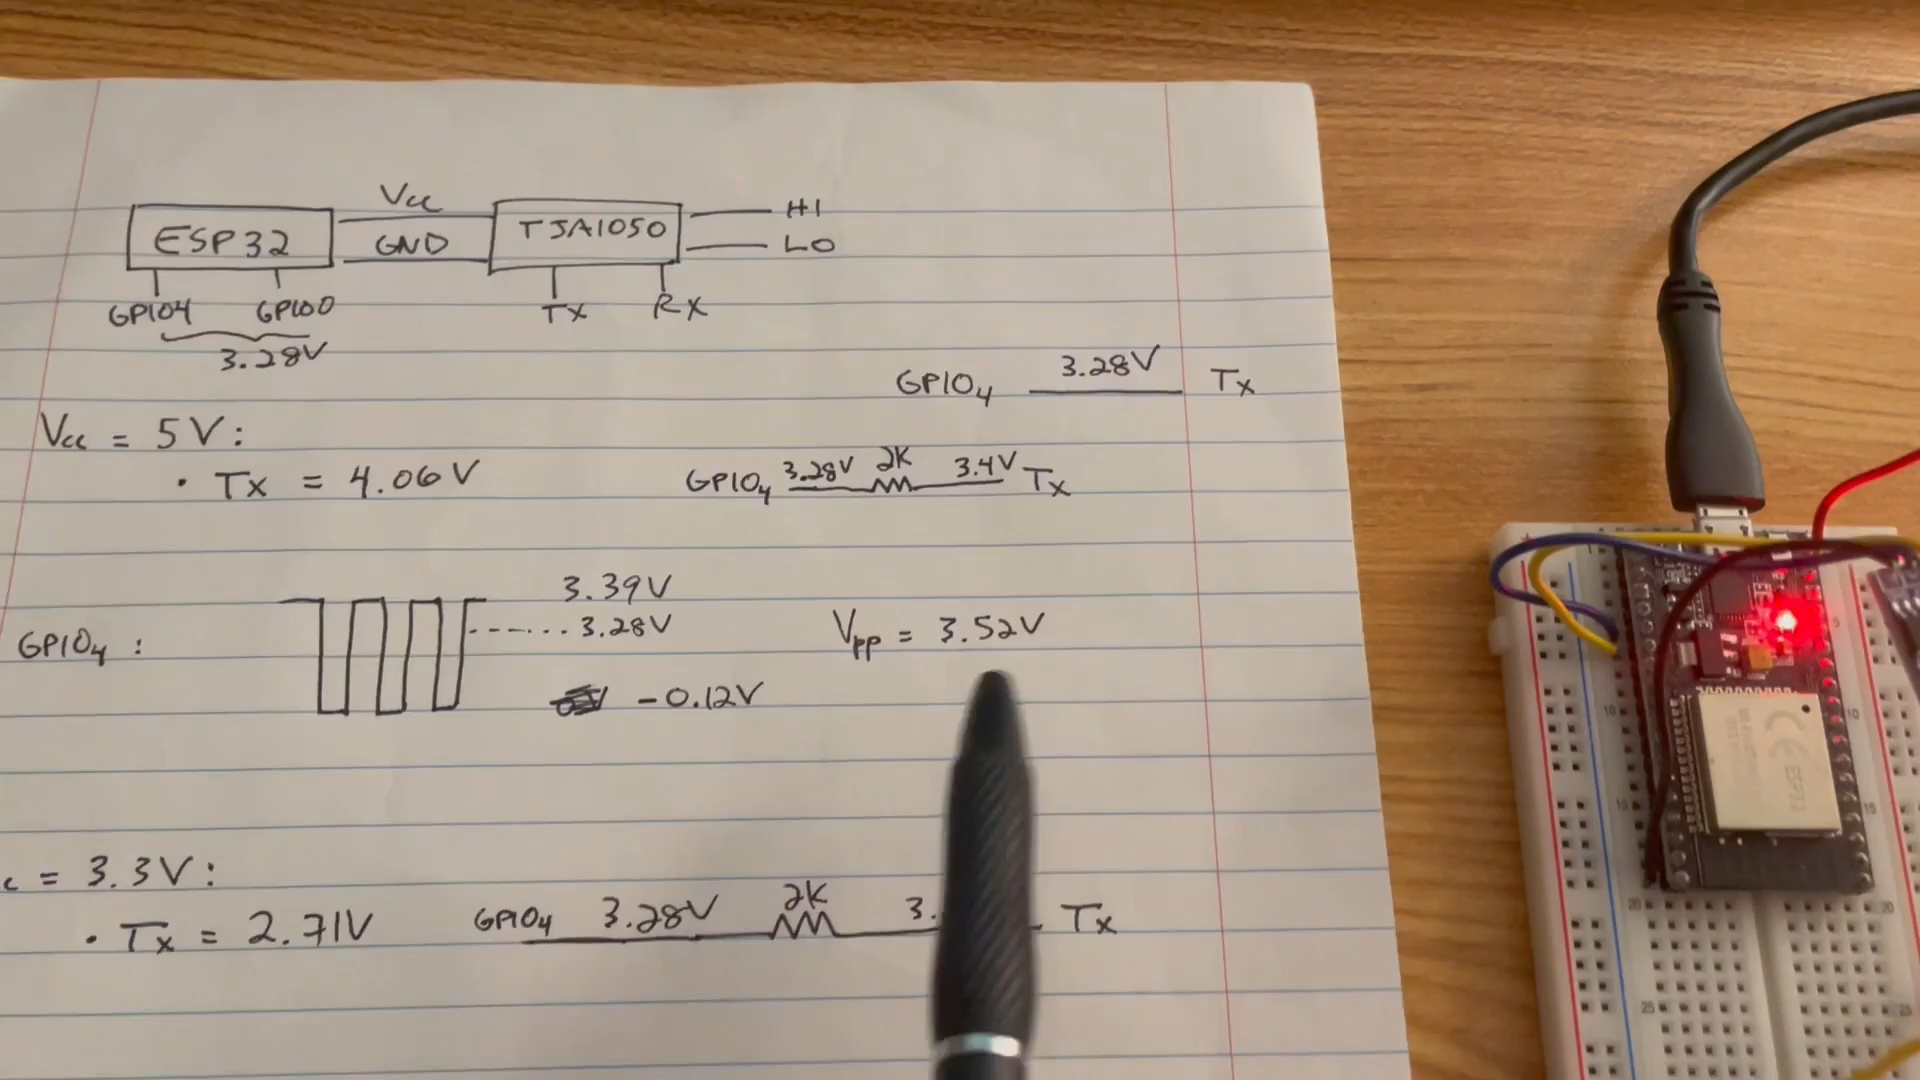 Vcc
ESP32 GND TJA1050 HI
LO
GPIO4 GPIO0 TX RX
3.28V
GPIO4 3.28V Tx
Vcc = 5V:
• Tx = 4.06V
GPIO4 3.28V 2K 3.4V Tx
3.39V
GPIO4 : 3.28V Vpp = 3.52V
-0.12V
c = 3.3V:
• Tx = 2.71V
GPIO4 3.28V 2K 3. Tx